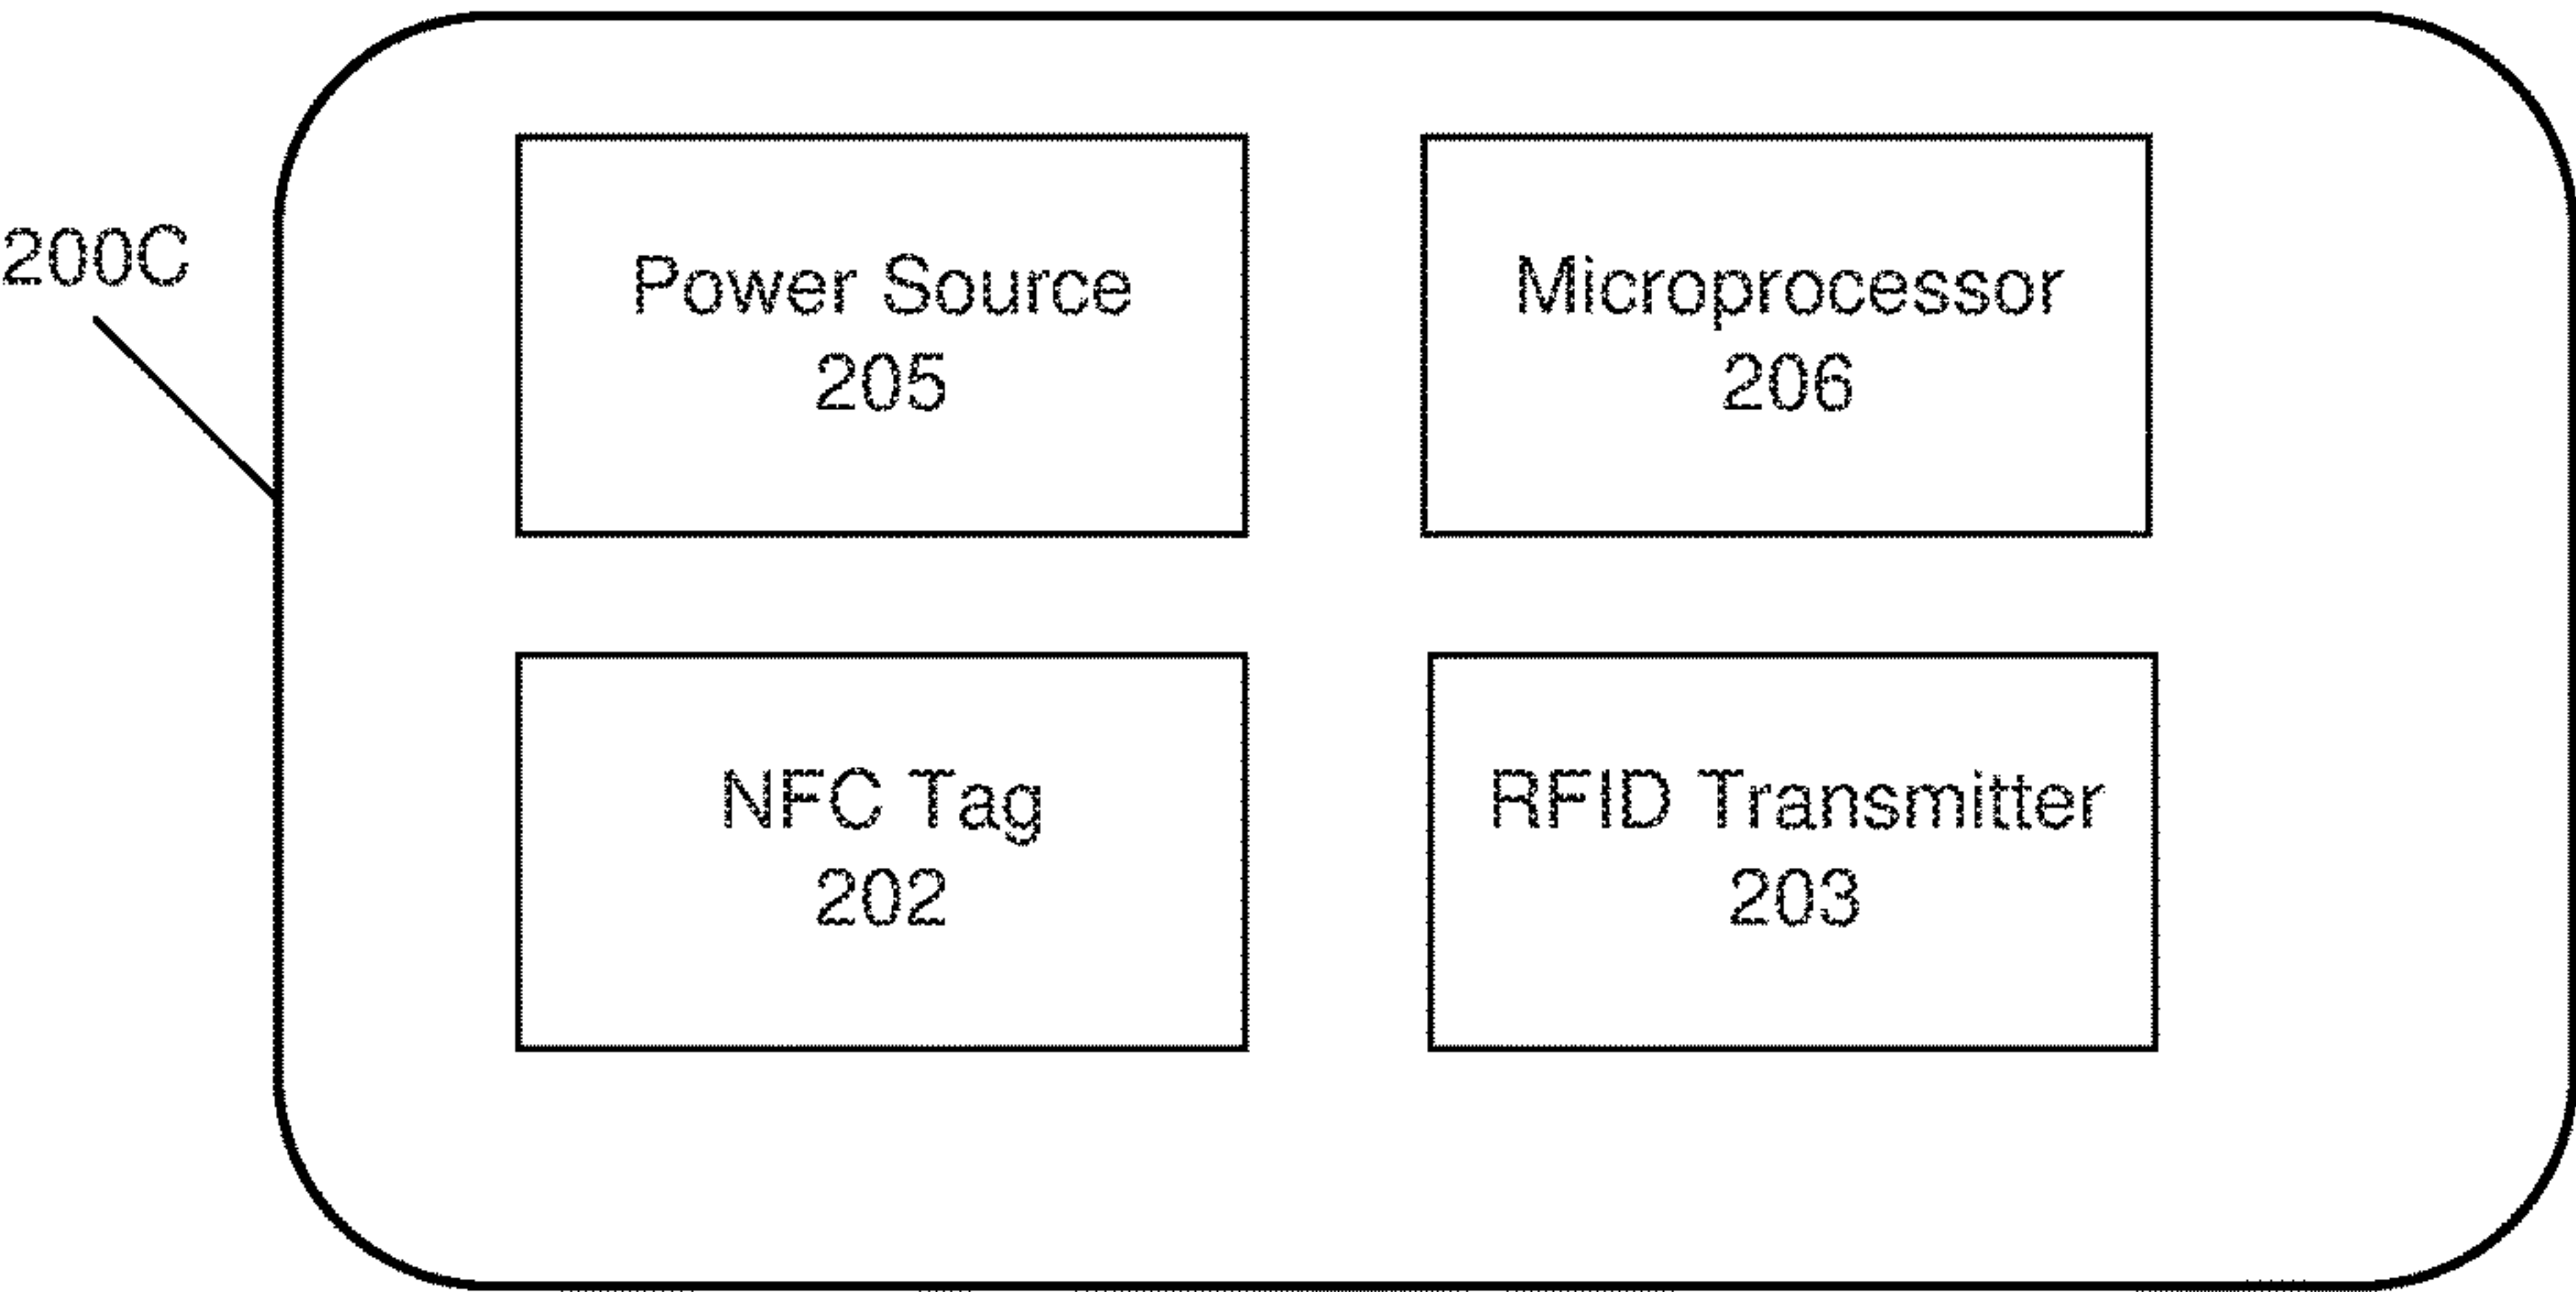 200C
Power Source
205
Microprocessor
206
NFC Tag
202
RFID Transmitter
203